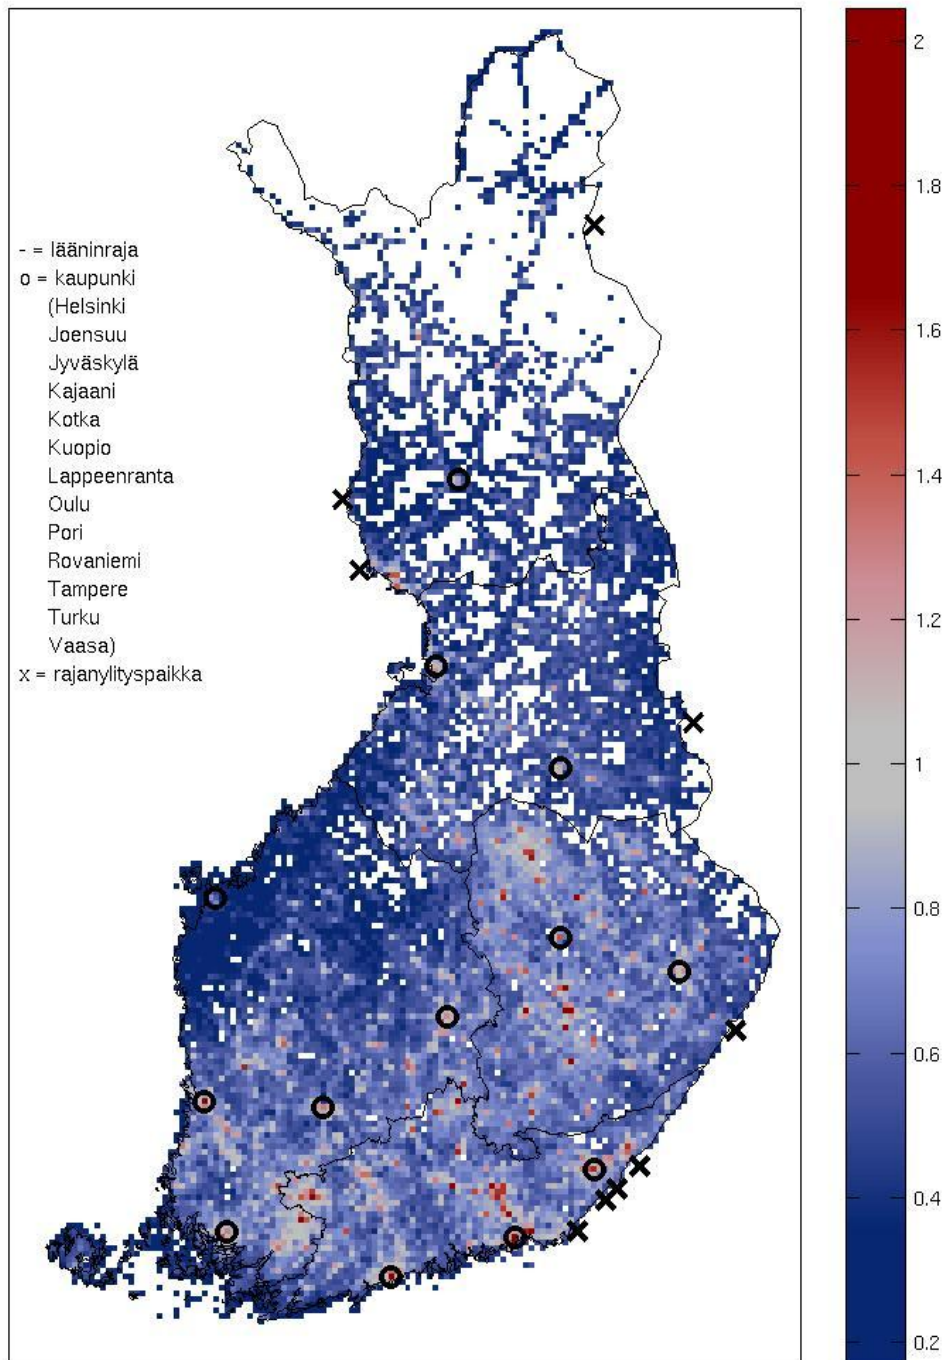 - = lääninraja
o = kaupunki
(Helsinki
Joensuu
Jyväskylä
Kajaani
Kotka
Kuopio
Lappeenranta
Oulu
Pori
Rovaniemi
Tampere
Turku
Vaasa)
x = rajanylityspaikka
2
1.8
1.6
1.4
1.2
1
0.8
0.6
0.4
0.2